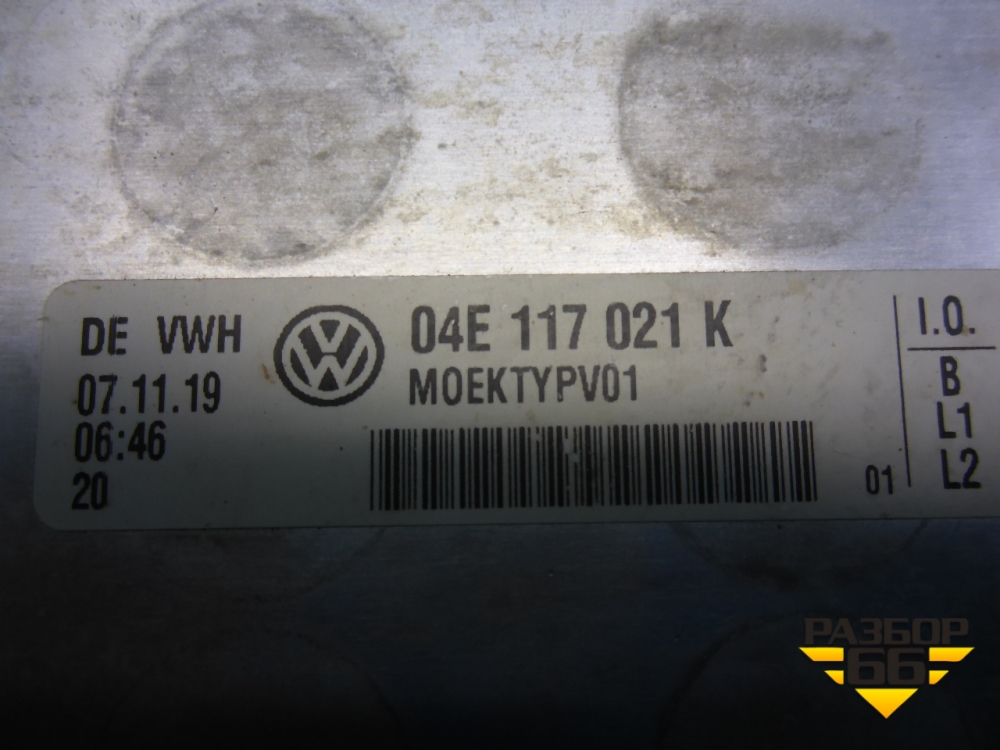 DE VWH
07.11.19
06:46
20
04E 117 021 K
MOEKTYPV01
01
I.O.
B
L1
L2
РАЗБОР
66